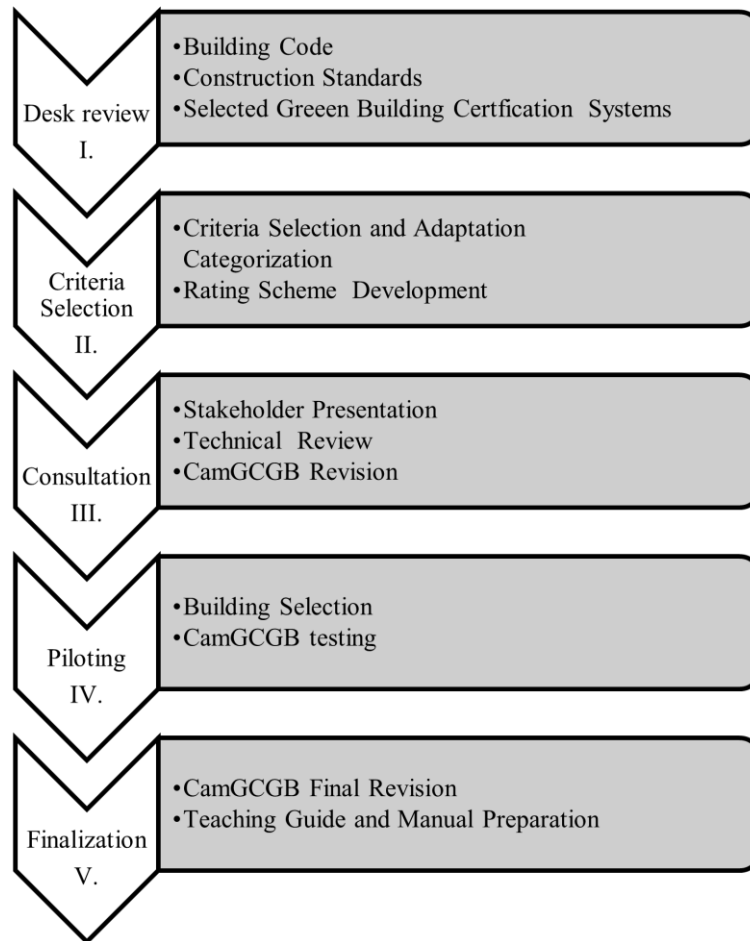 Desk review
I.
•Building Code
•Construction Standards
•Selected Greeen Building Certfication Systems
Criteria
Selection
II.
•Criteria Selection and Adaptation
Categorization
•Rating Scheme Development
Consultation
III.
•Stakeholder Presentation
•Technical Review
•CamGCGB Revision
Piloting
IV.
•Building Selection
•CamGCGB testing
Finalization
V.
•CamGCGB Final Revision
•Teaching Guide and Manual Preparation